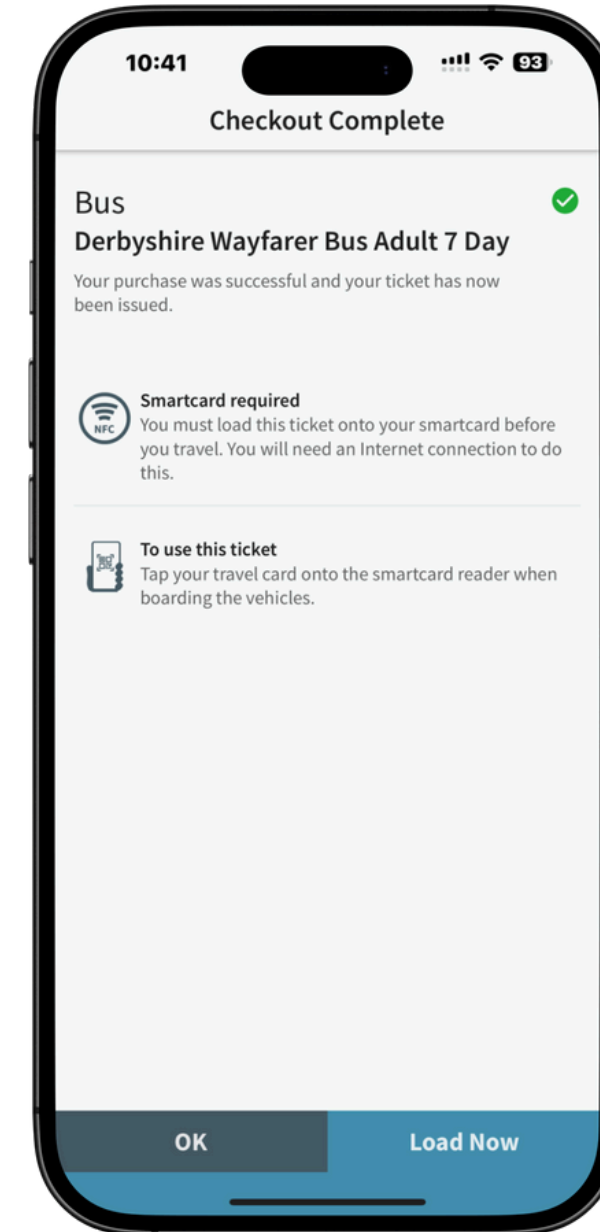 10:41
93
Checkout Complete
Bus
Derbyshire Wayfarer Bus Adult 7 Day
Your purchase was successful and your ticket has now
been issued.
Smartcard required
NFC
You must load this ticket onto your smartcard before
you travel. You will need an Internet connection to do
this.
To use this ticket
Tap your travel card onto the smartcard reader when
boarding the vehicles.
OK
Load Now